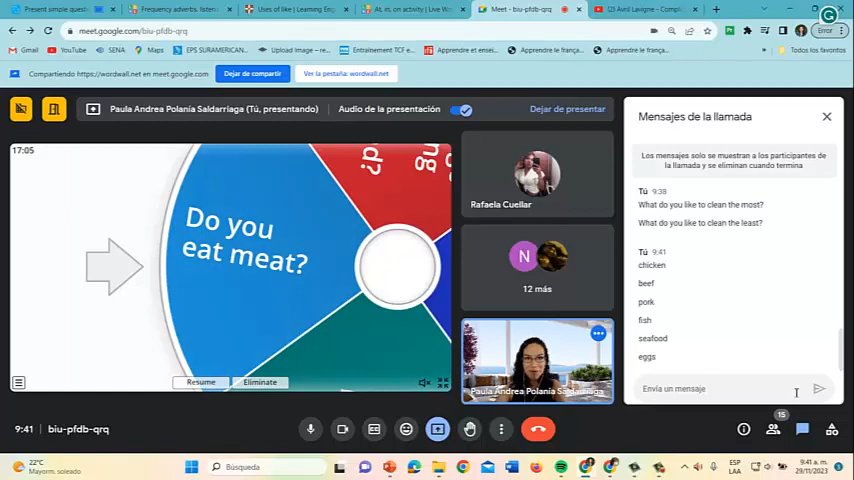 Present simple questi
Frequency adverbs. listeni
Uses of like | Learning Eng
At, in, on activity | Live Wo
Meet - biu-pfdb-qrq
(2) Avril Lavigne - Comple
meet.google.com/biu-pfdb-qrq
Error
Gmail
YouTube
SENA
Maps
EPS SURAMERICAN...
Upload Image – re...
Entraînement TCF e...
Apprendre et ensei...
Apprendre le franç...
Apprendre le franç...
Todos los favoritos
Compartiendo https://wordwall.net en meet.google.com
Dejar de compartir
Ver la pestaña: wordwall.net
Paula Andrea Polanía Saldarriaga (Tú, presentando)
Audio de la presentación
Dejar de presentar
17:05
d?
ng
Do you
eat meat?
Resume
Eliminate
Rafaela Cuellar
N
12 más
Paula Andrea Polanía Saldarriaga
Mensajes de la llamada
Los mensajes solo se muestran a los participantes de
la llamada y se eliminan cuando termina
Tú 9:38
What do you like to clean the most?
What do you like to clean the least?
Tú 9:41
chicken
beef
pork
fish
seafood
eggs
Envía un mensaje
9:41
biu-pfdb-qrq
15
22°C
Mayorm. soleado
Búsqueda
ESP
LAA
9:41 a. m.
29/11/2023